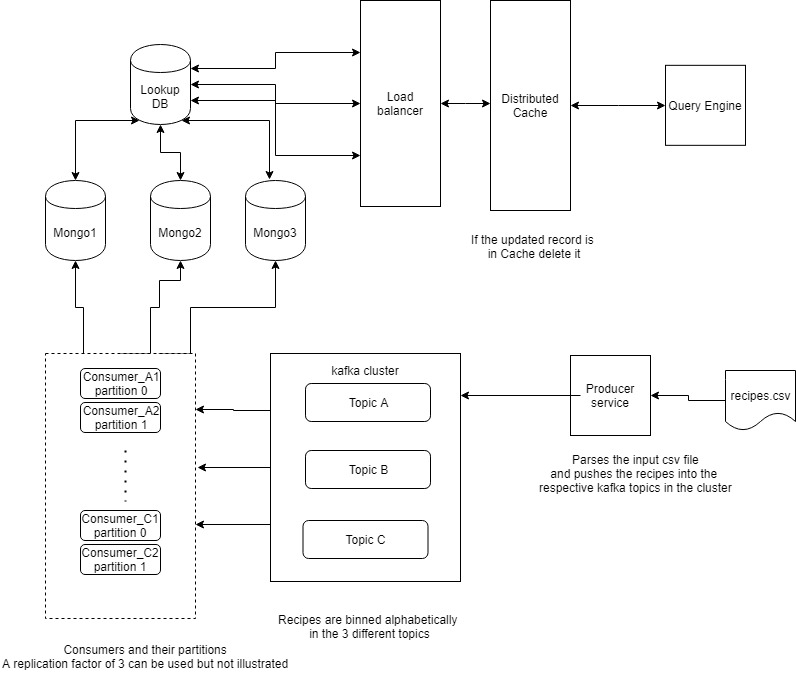 Lookup
DB
Load
balancer
Distributed
Cache
Query Engine
Mongo1
Mongo2
Mongo3
If the updated record is
in Cache delete it
Consumer_A1
partition 0
Consumer_A2
partition 1
Consumer_C1
partition 0
Consumer_C2
partition 1
kafka cluster
Topic A
Topic B
Topic C
Producer
service
recipes.csv
Parses the input csv file
and pushes the recipes into the
respective kafka topics in the cluster
Recipes are binned alphabetically
in the 3 different topics
Consumers and their partitions
A replication factor of 3 can be used but not illustrated